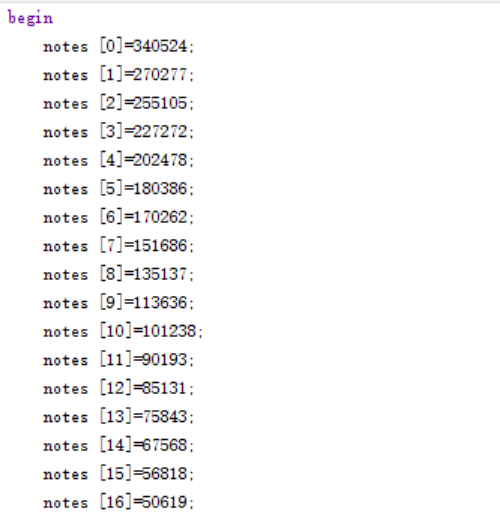 begin
notes [0]=340524;
notes [1]=270277;
notes [2]=255105;
notes [3]=227272;
notes [4]=202478;
notes [5]=180386;
notes [6]=170262;
notes [7]=151686;
notes [8]=135137;
notes [9]=113636;
notes [10]=101238;
notes [11]=90193;
notes [12]=85131;
notes [13]=75843;
notes [14]=67568;
notes [15]=56818;
notes [16]=50619;